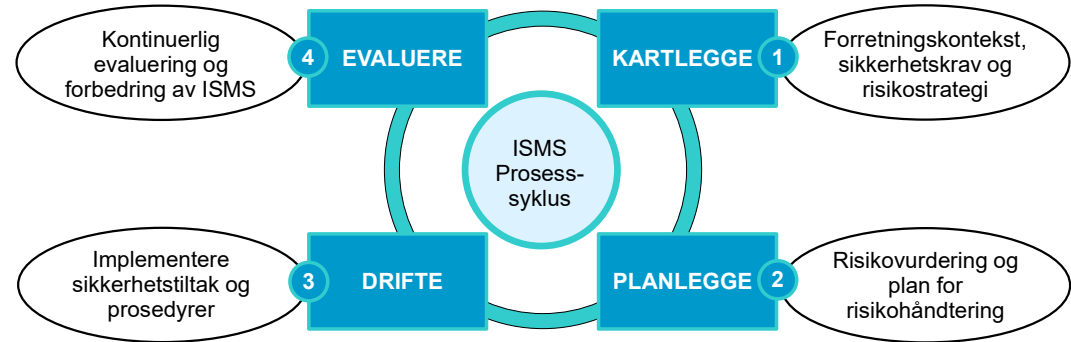 Kontinuerlig
evaluering og
forbedring av ISMS
4
EVALUERE
KARTLEGGE
1
Forretningskontekst,
sikkerhetskrav og
risikostrategi
ISMS
Prosess-
syklus
Implementere
sikkerhetstiltak og
prosedyrer
3
DRIFTE
PLANLEGGE
2
Risikovurdering og
plan for
risikohåndtering